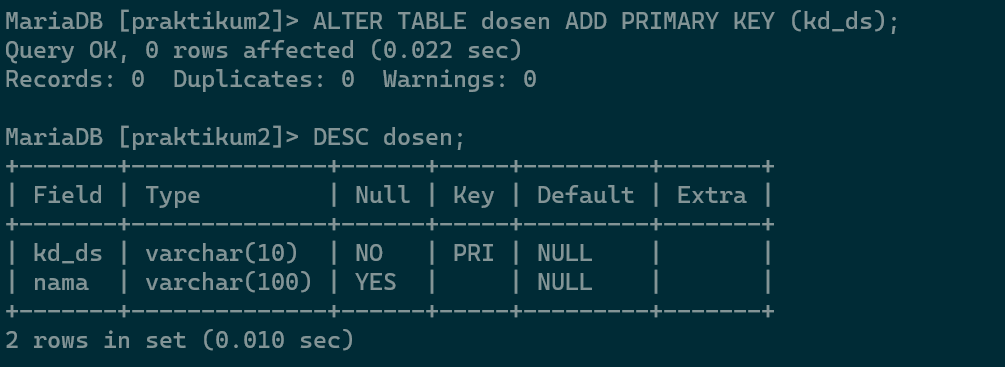 MariaDB [praktikum2]> ALTER TABLE dosen ADD PRIMARY KEY (kd_ds);
Query OK, 0 rows affected (0.022 sec)
Records: 0  Duplicates: 0  Warnings: 0

MariaDB [praktikum2]> DESC dosen;
+-------+--------------+------+-----+---------+-------+
| Field | Type         | Null | Key | Default | Extra |
+-------+--------------+------+-----+---------+-------+
| kd_ds | varchar(10)  | NO   | PRI | NULL    |       |
| nama  | varchar(100) | YES  |     | NULL    |       |
+-------+--------------+------+-----+---------+-------+
2 rows in set (0.010 sec)